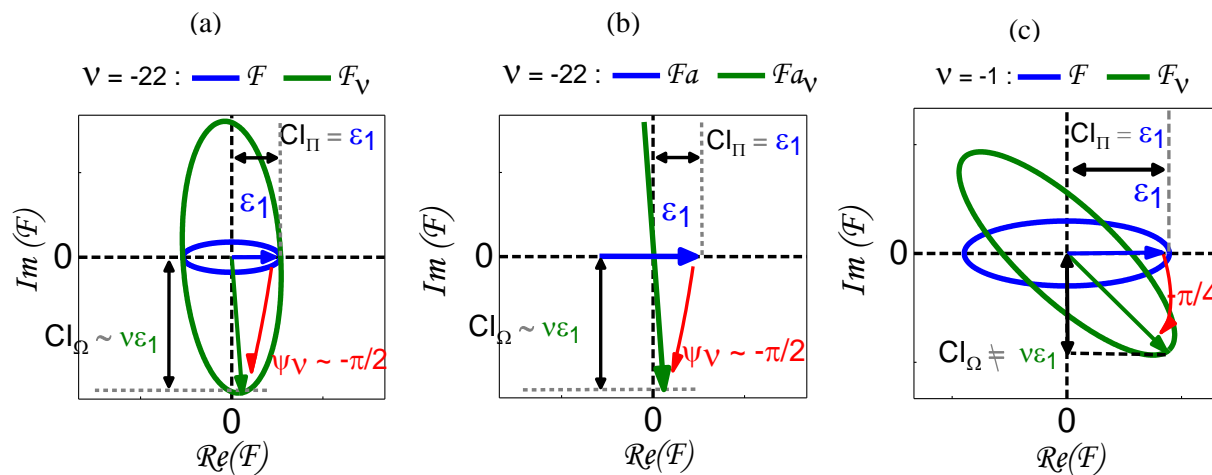 (a)
ν = -22 : ℱ ℱν
CIΠ = ε1
ε1
Im (ℱ)
0
CIΩ ~ νε1
ψν ~ -π/2
0
Re(ℱ)
(b)
ν = -22 : ℱa ℱaν
CIΠ = ε1
ε1
Im (ℱ)
0
CIΩ ~ νε1
ψν ~ -π/2
0
Re(ℱ)
(c)
ν = -1 : ℱ ℱν
CIΠ = ε1
ε1
Im (ℱ)
0
-π/4
CIΩ ≠ νε1
0
Re(ℱ)